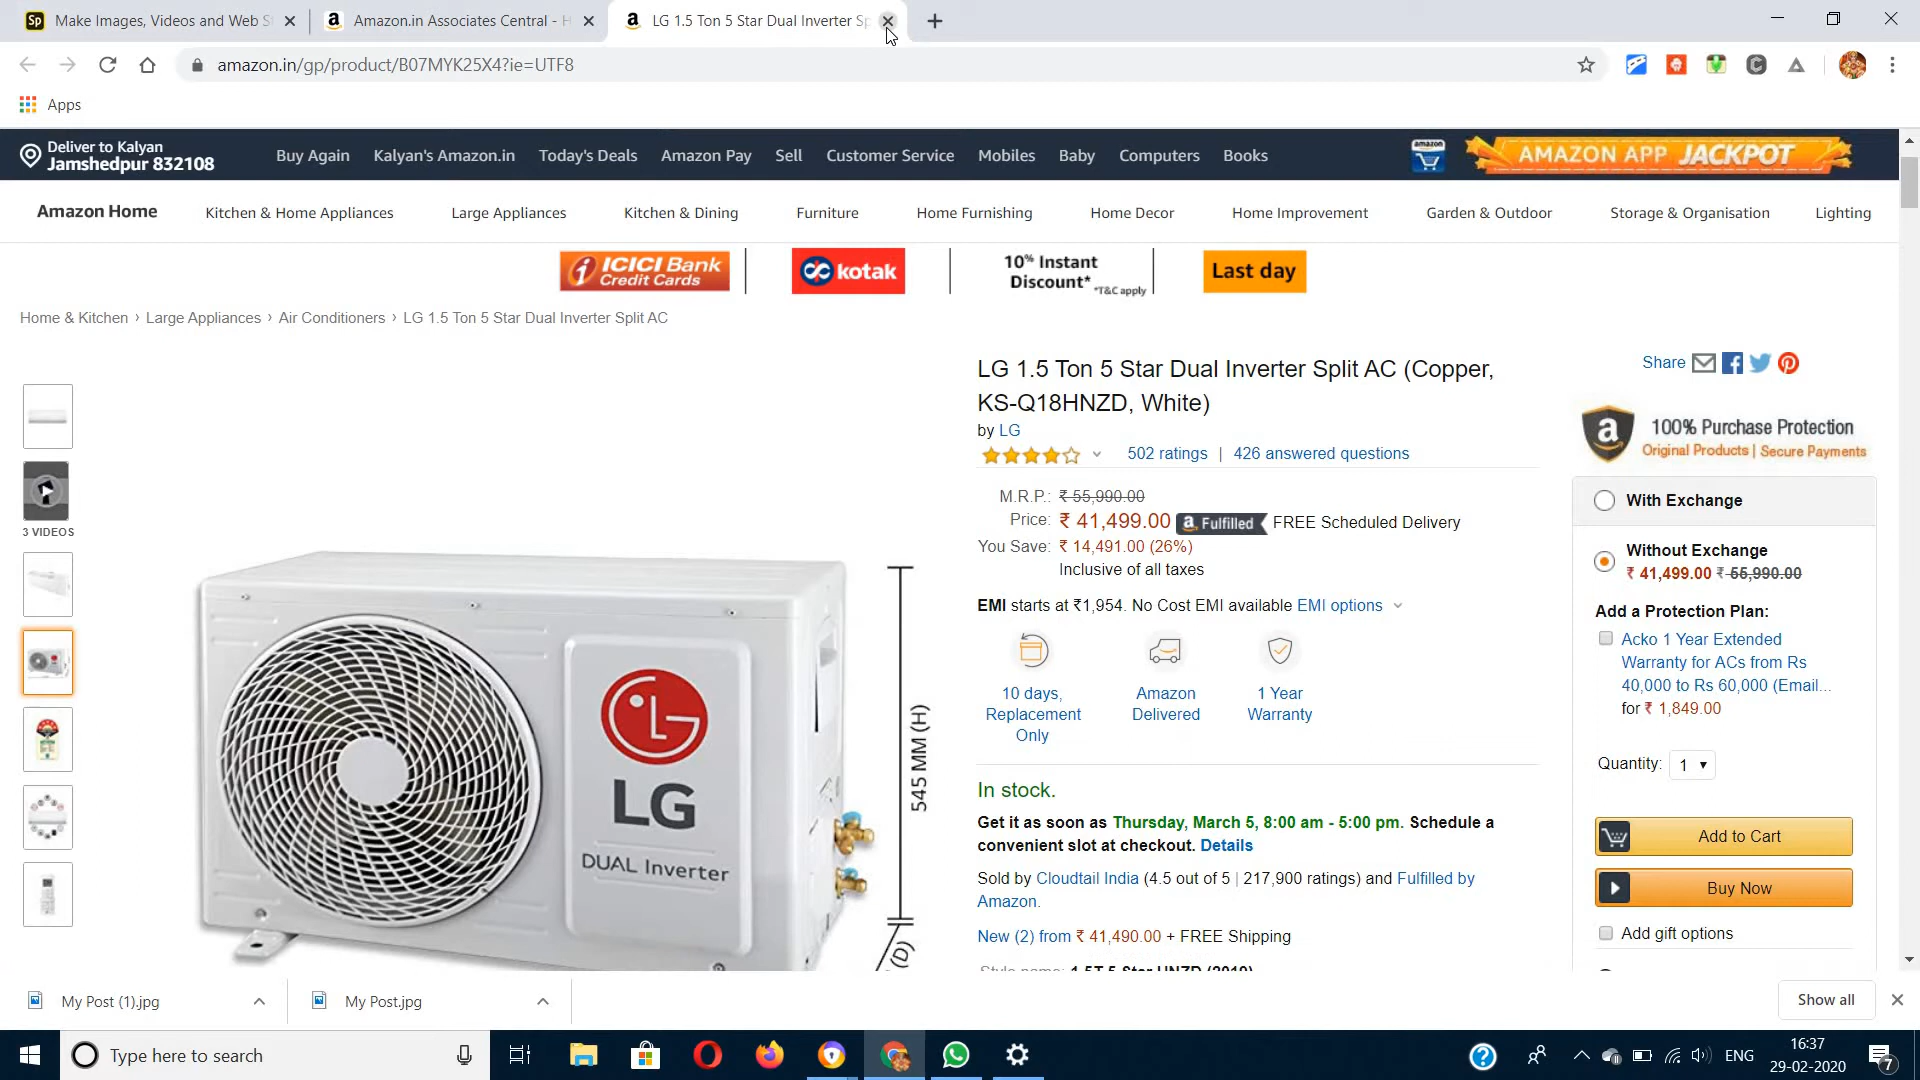 Sp Make Images, Videos and Web S
Amazon.in Associates Central - H
LG 1.5 Ton 5 Star Dual Inverter Sp
amazon.in/gp/product/B07MYK25X4?ie=UTF8
Apps
Deliver to Kalyan
Jamshedpur 832108
Buy Again Kalyan's Amazon.in Today's Deals Amazon Pay Sell Customer Service Mobiles Baby Computers Books
amazon
AMAZON APP JACKPOT
Amazon Home Kitchen & Home Appliances Large Appliances Kitchen & Dining Furniture Home Furnishing Home Decor Home Improvement Garden & Outdoor Storage & Organisation Lighting
ICICI Bank
Credit Cards
kotak
10% Instant
Discount* *T&C apply
Last day
Home & Kitchen › Large Appliances › Air Conditioners › LG 1.5 Ton 5 Star Dual Inverter Split AC
3 VIDEOS
LG
DUAL Inverter
545 MM (H)
(D)
LG 1.5 Ton 5 Star Dual Inverter Split AC (Copper,
KS-Q18HNZD, White)
by LG
502 ratings | 426 answered questions
M.R.P.: ₹ 55,990.00
Price: ₹ 41,499.00 a Fulfilled FREE Scheduled Delivery
You Save: ₹ 14,491.00 (26%)
Inclusive of all taxes
EMI starts at ₹1,954. No Cost EMI available EMI options
10 days,
Replacement
Only
Amazon
Delivered
1 Year
Warranty
In stock.
Get it as soon as Thursday, March 5, 8:00 am - 5:00 pm. Schedule a
convenient slot at checkout. Details
Sold by Cloudtail India (4.5 out of 5 | 217,900 ratings) and Fulfilled by
Amazon.
New (2) from ₹ 41,490.00 + FREE Shipping
Style name: 1.5T 5 Star HNZD (2019)
Share
100% Purchase Protection
Original Products | Secure Payments
With Exchange
Without Exchange
₹ 41,499.00 ₹ 55,990.00
Add a Protection Plan:
Acko 1 Year Extended
Warranty for ACs from Rs
40,000 to Rs 60,000 (Email...
for ₹ 1,849.00
Quantity: 1
Add to Cart
Buy Now
Add gift options
My Post (1).jpg
My Post.jpg
Show all
Type here to search
ENG
16:37
29-02-2020
7